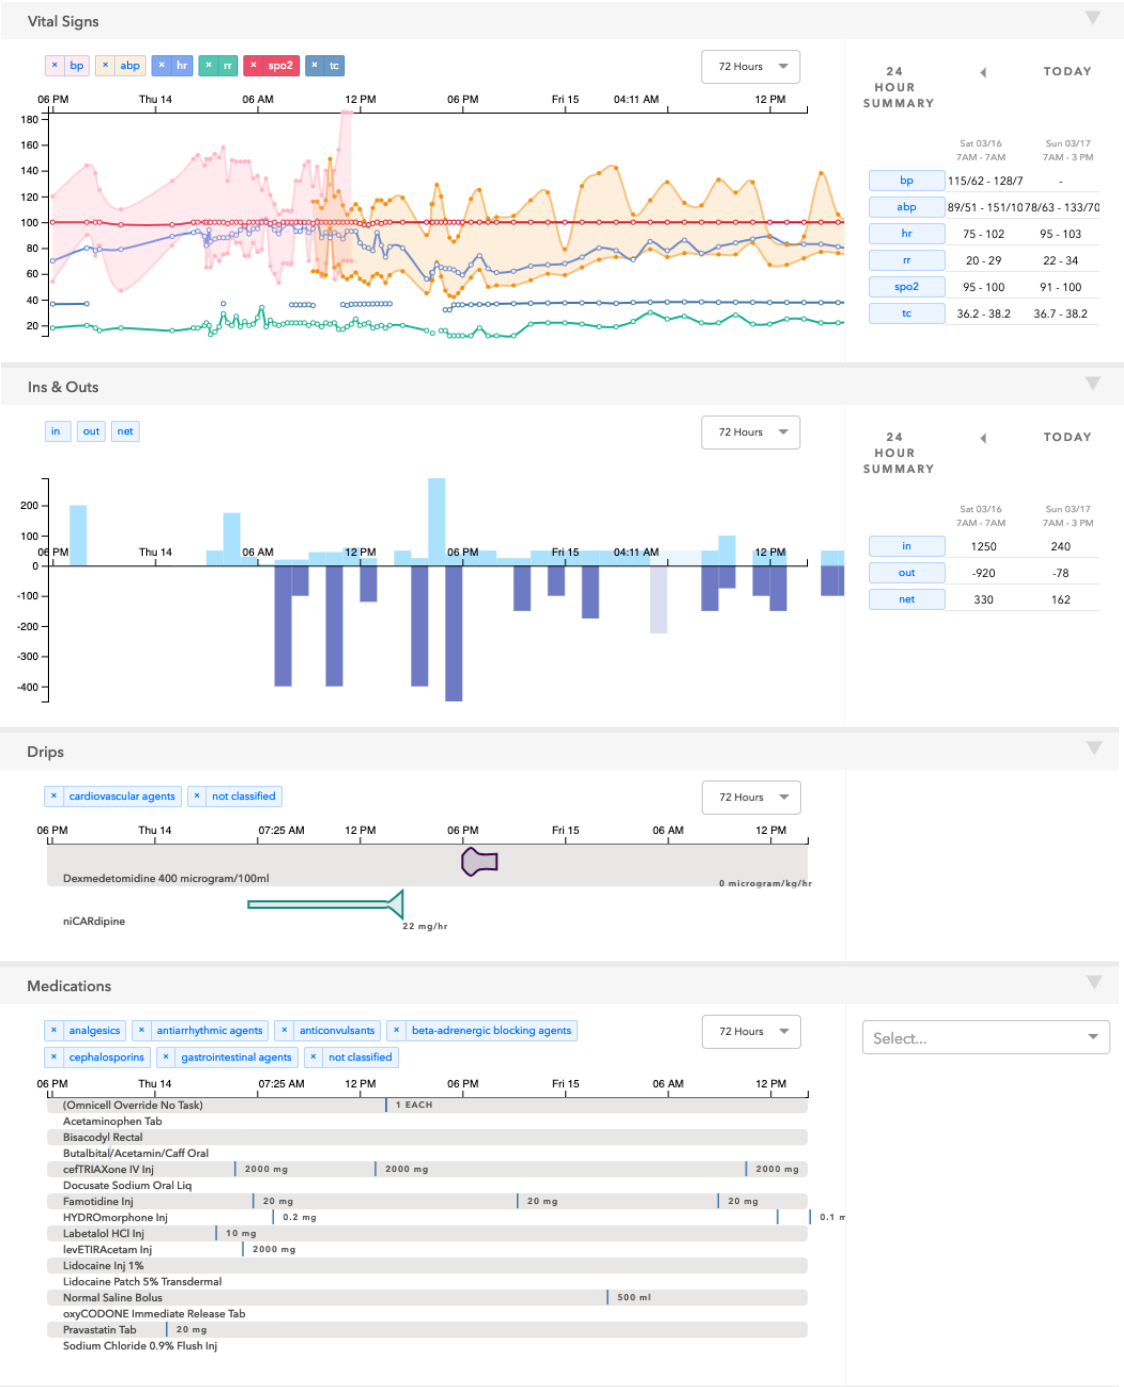 Vital Signs
× bp × abp × hr × rr × spo2 × tc
72 Hours
24 HOUR SUMMARY
TODAY
06 PM Thu 14 06 AM 12 PM 06 PM Fri 15 04:11 AM 12 PM
180
160
140
120
100
80
60
40
20
Sat 03/16 Sun 03/17
7AM - 7AM 7AM - 3 PM
bp 115/62 - 128/7 -
abp 89/51 - 151/10 78/63 - 133/70
hr 75 - 102 95 - 103
rr 20 - 29 22 - 34
spo2 95 - 100 91 - 100
tc 36.2 - 38.2 36.7 - 38.2
Ins & Outs
in out net
72 Hours
24 HOUR SUMMARY
TODAY
200
100
06 PM Thu 14 06 AM 12 PM 06 PM Fri 15 04:11 AM 12 PM
0
-100
-200
-300
-400
Sat 03/16 Sun 03/17
7AM - 7AM 7AM - 3 PM
in 1250 240
out -920 -78
net 330 162
Drips
× cardiovascular agents × not classified
72 Hours
06 PM Thu 14 07:25 AM 12 PM 06 PM Fri 15 06 AM 12 PM
Dexmedetomidine 400 microgram/100ml
0 microgram/kg/hr
niCARdipine
22 mg/hr
Medications
× analgesics × antiarrhythmic agents × anticonvulsants × beta-adrenergic blocking agents
× cephalosporins × gastrointestinal agents × not classified
72 Hours
Select...
06 PM Thu 14 07:25 AM 12 PM 06 PM Fri 15 06 AM 12 PM
(Omnicell Override No Task) 1 EACH
Acetaminophen Tab
Bisacodyl Rectal
Butalbital/Acetamin/Caff Oral
cefTRIAXone IV Inj 2000 mg 2000 mg 2000 mg
Docusate Sodium Oral Liq
Famotidine Inj 20 mg 20 mg 20 mg
HYDROmorphone Inj 0.2 mg 0.1 m
Labetalol HCl Inj 10 mg
levETIRAcetam Inj 2000 mg
Lidocaine Inj 1%
Lidocaine Patch 5% Transdermal
Normal Saline Bolus 500 ml
oxyCODONE Immediate Release Tab
Pravastatin Tab 20 mg
Sodium Chloride 0.9% Flush Inj